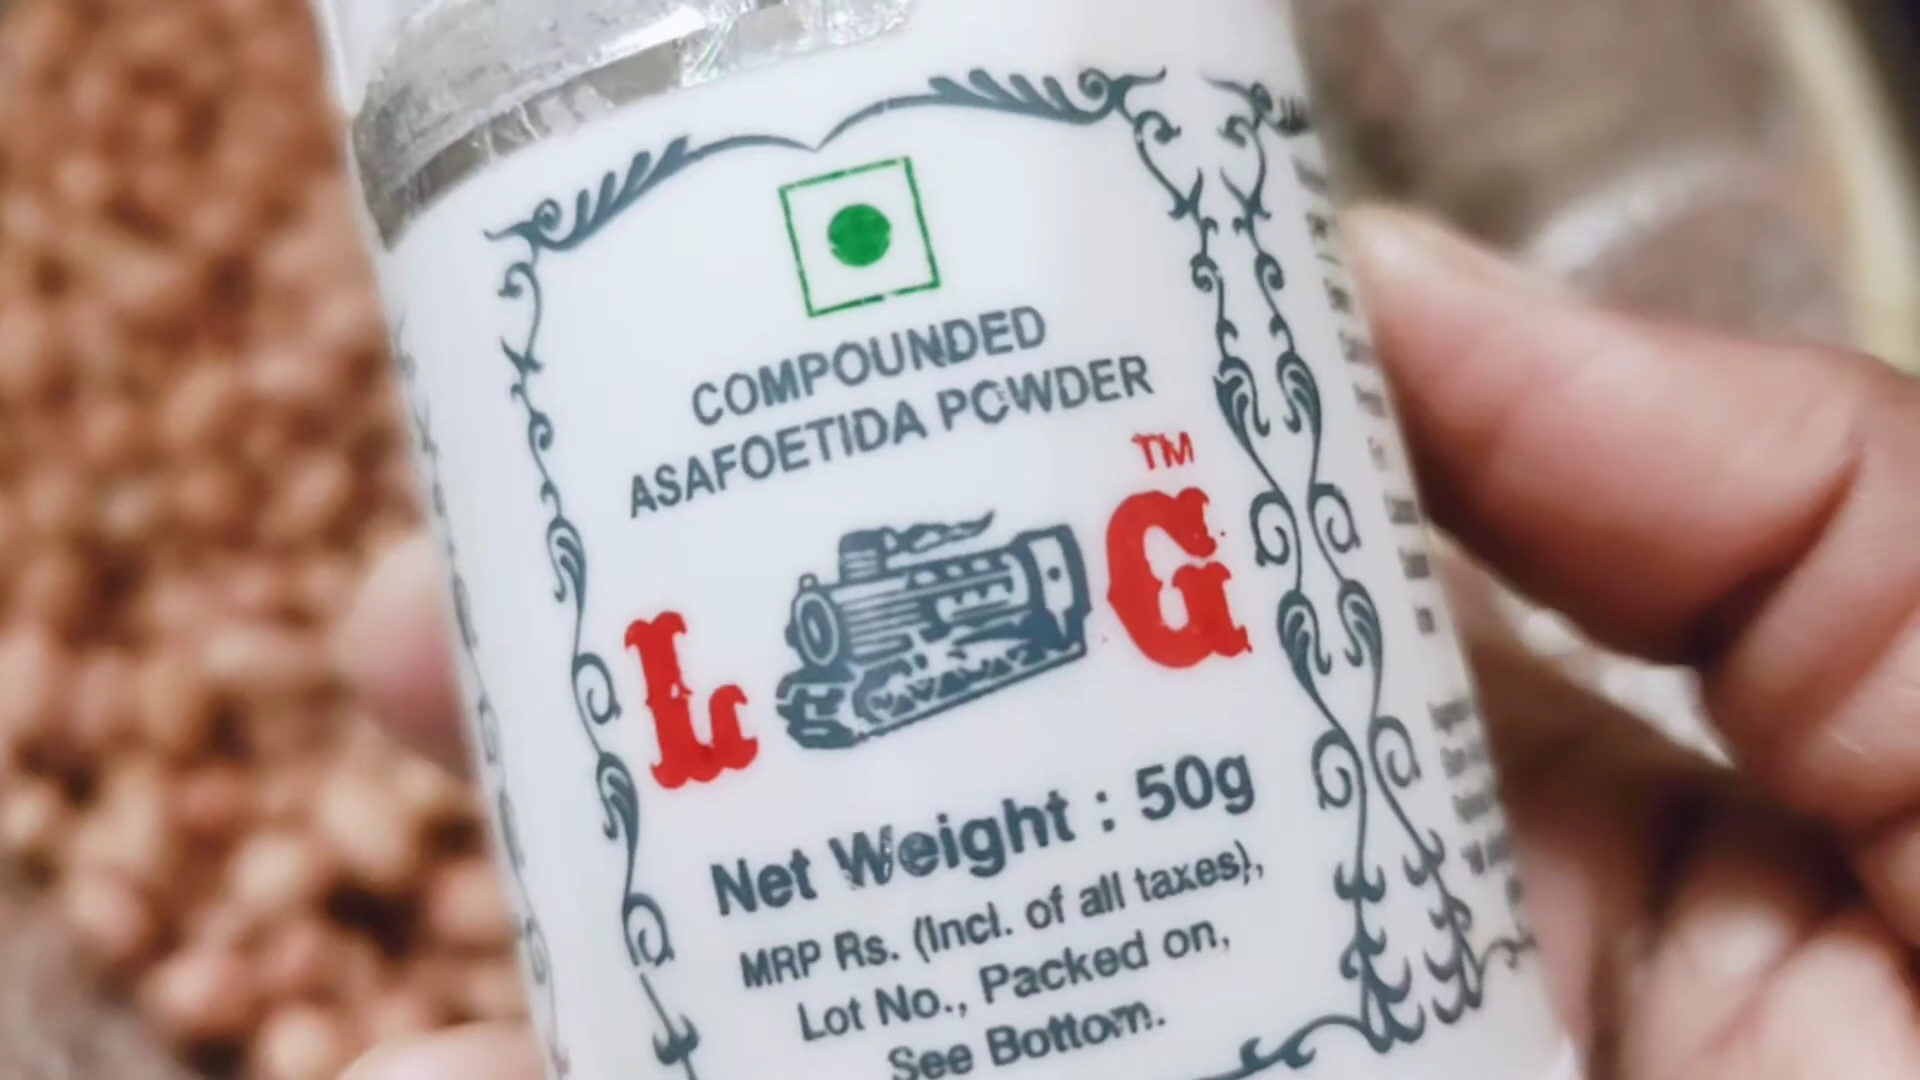 COMPOUNDED
ASAFOETIDA POWDER
L G TM
Net Weight : 50g
MRP Rs. (Incl. of all taxes),
Lot No., Packed on,
See Bottom.